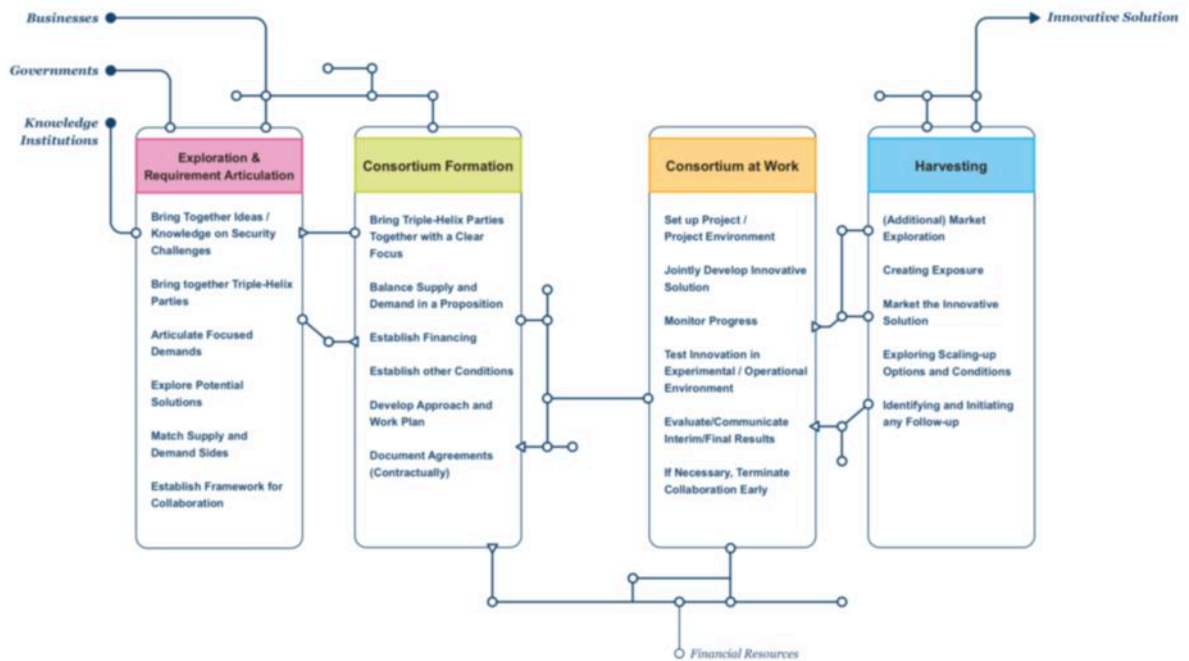 Businesses
Innovative Solution
Governments
Knowledge
Institutions
Exploration &
Requirement Articulation
Bring Together Ideas /
Knowledge on Security
Challenges
Bring together Triple-Helix
Parties
Articulate Focused
Demands
Explore Potential
Solutions
Match Supply and
Demand Sides
Establish Framework for
Collaboration
Consortium Formation
Bring Triple-Helix Parties
Together with a Clear
Focus
Balance Supply and
Demand in a Proposition
Establish Financing
Establish other Conditions
Develop Approach and
Work Plan
Document Agreements
(Contractually)
Consortium at Work
Set up Project /
Project Environment
Jointly Develop Innovative
Solution
Monitor Progress
Test Innovation in
Experimental / Operational
Environment
Evaluate/Communicate
Interim/Final Results
If Necessary, Terminate
Collaboration Early
Harvesting
(Additional) Market
Exploration
Creating Exposure
Market the Innovative
Solution
Exploring Scaling-up
Options and Conditions
Identifying and Initiating
any Follow-up
Financial Resources